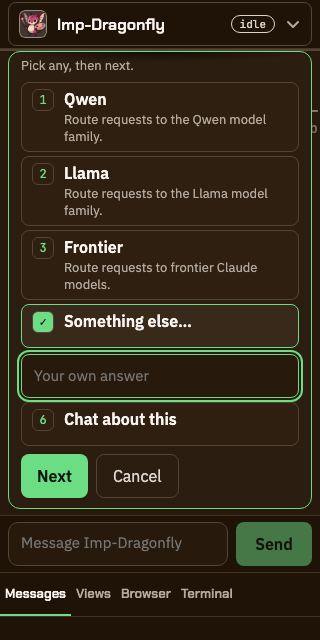 Imp-Dragonfly
idle
Pick any, then next.
1 Qwen
Route requests to the Qwen model
family.
2 Llama
Route requests to the Llama model
family.
3 Frontier
Route requests to frontier Claude
models.
✓ Something else...
Your own answer
6 Chat about this
Next Cancel
Message Imp-Dragonfly Send
Messages Views Browser Terminal